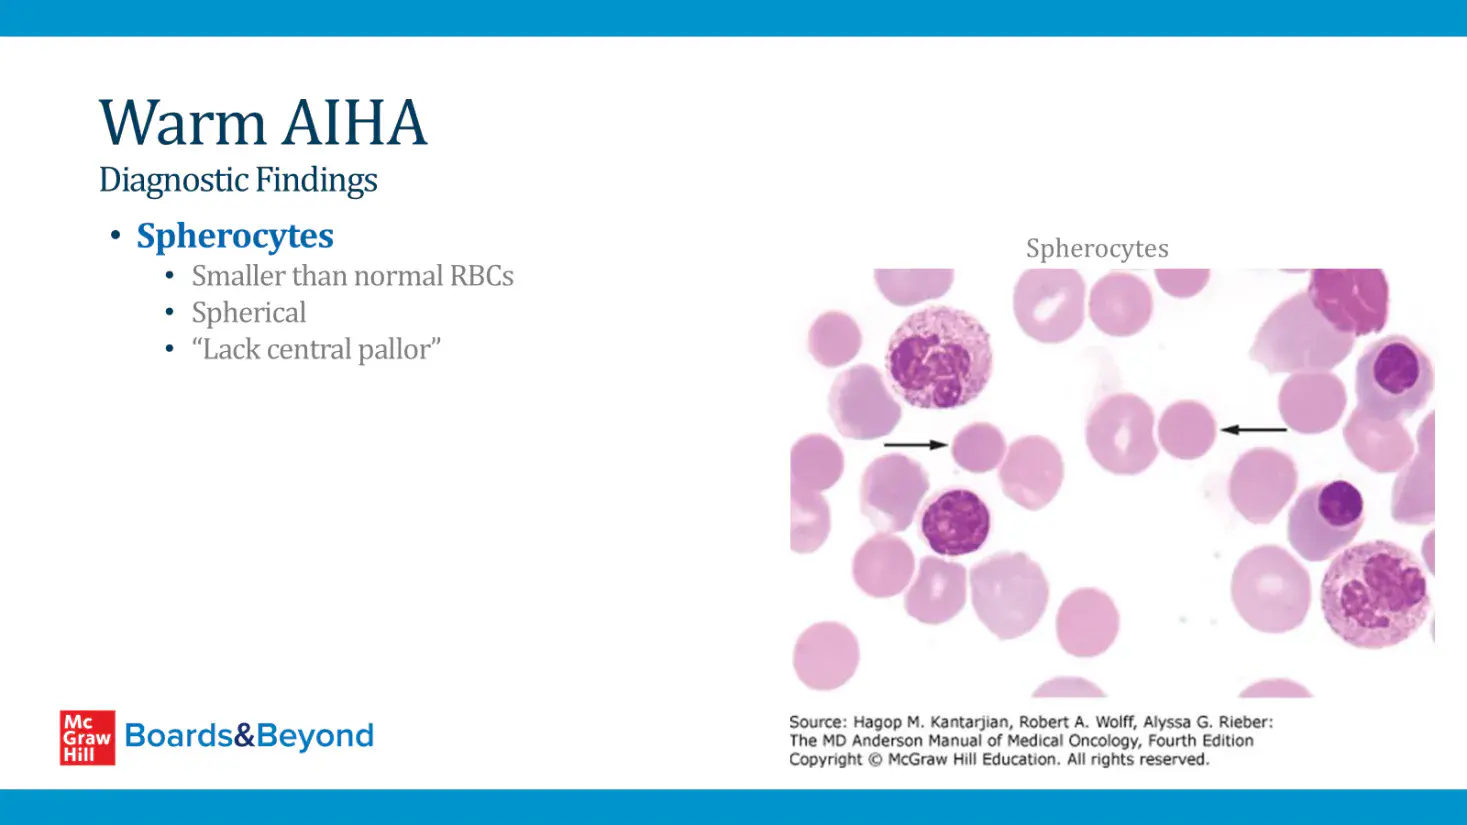 Warm AIHA
Diagnostic Findings
• Spherocytes
• Smaller than normal RBCs
• Spherical
• “Lack central pallor”
Spherocytes
Source: Hagop M. Kantarjian, Robert A. Wolff, Alyssa G. Rieber:
The MD Anderson Manual of Medical Oncology, Fourth Edition
Copyright © McGraw Hill Education. All rights reserved.
Mc
Graw
Hill
Boards&Beyond